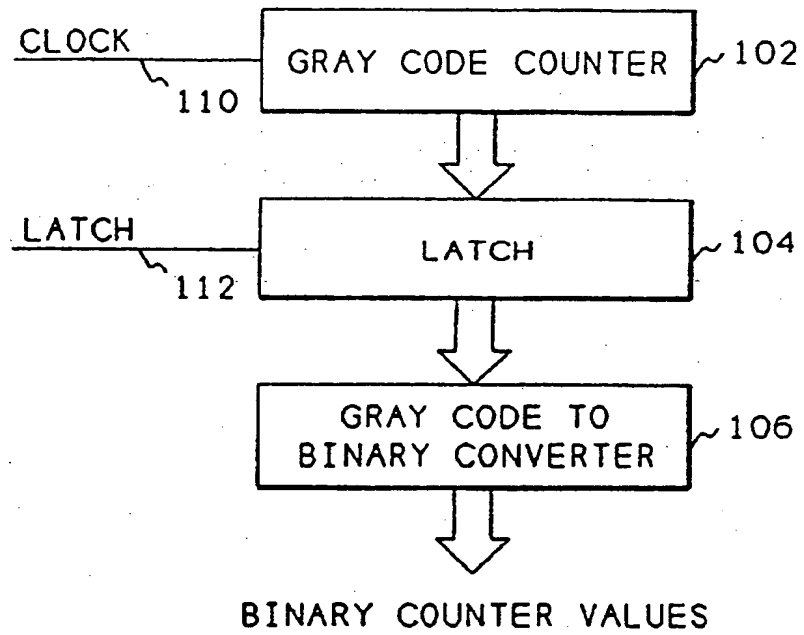 CLOCK
110
GRAY CODE COUNTER
102
LATCH
112
LATCH
104
GRAY CODE TO
BINARY CONVERTER
106
BINARY COUNTER VALUES